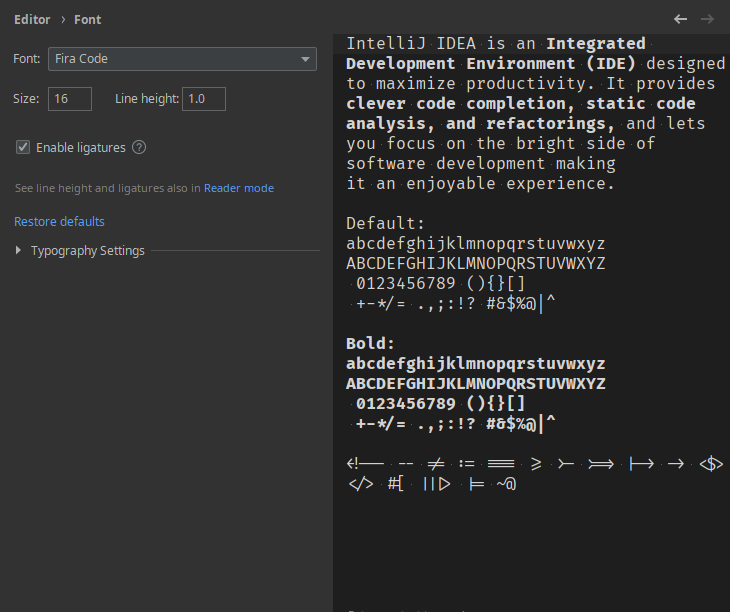 Editor › Font
Font: Fira Code
Size: 16 Line height: 1.0
Enable ligatures ?
See line height and ligatures also in Reader mode
Restore defaults
Typography Settings
IntelliJ IDEA is an Integrated
Development Environment (IDE) designed
to maximize productivity. It provides
clever code completion, static code
analysis, and refactorings, and lets
you focus on the bright side of
software development making
it an enjoyable experience.
Default:
abcdefghijklmnopqrstuvwxyz
ABCDEFGHIJKLMNOPQRSTUVWXYZ
0123456789 (){}[]
+-*/= .,;:!? #&$%@|^
Bold:
abcdefghijklmnopqrstuvwxyz
ABCDEFGHIJKLMNOPQRSTUVWXYZ
0123456789 (){}[]
+-*/= .,;:!? #&$%@|^
<!-- -- != := === >= >- >=> |-> -> <$>
</> #[ ||> |= ~@